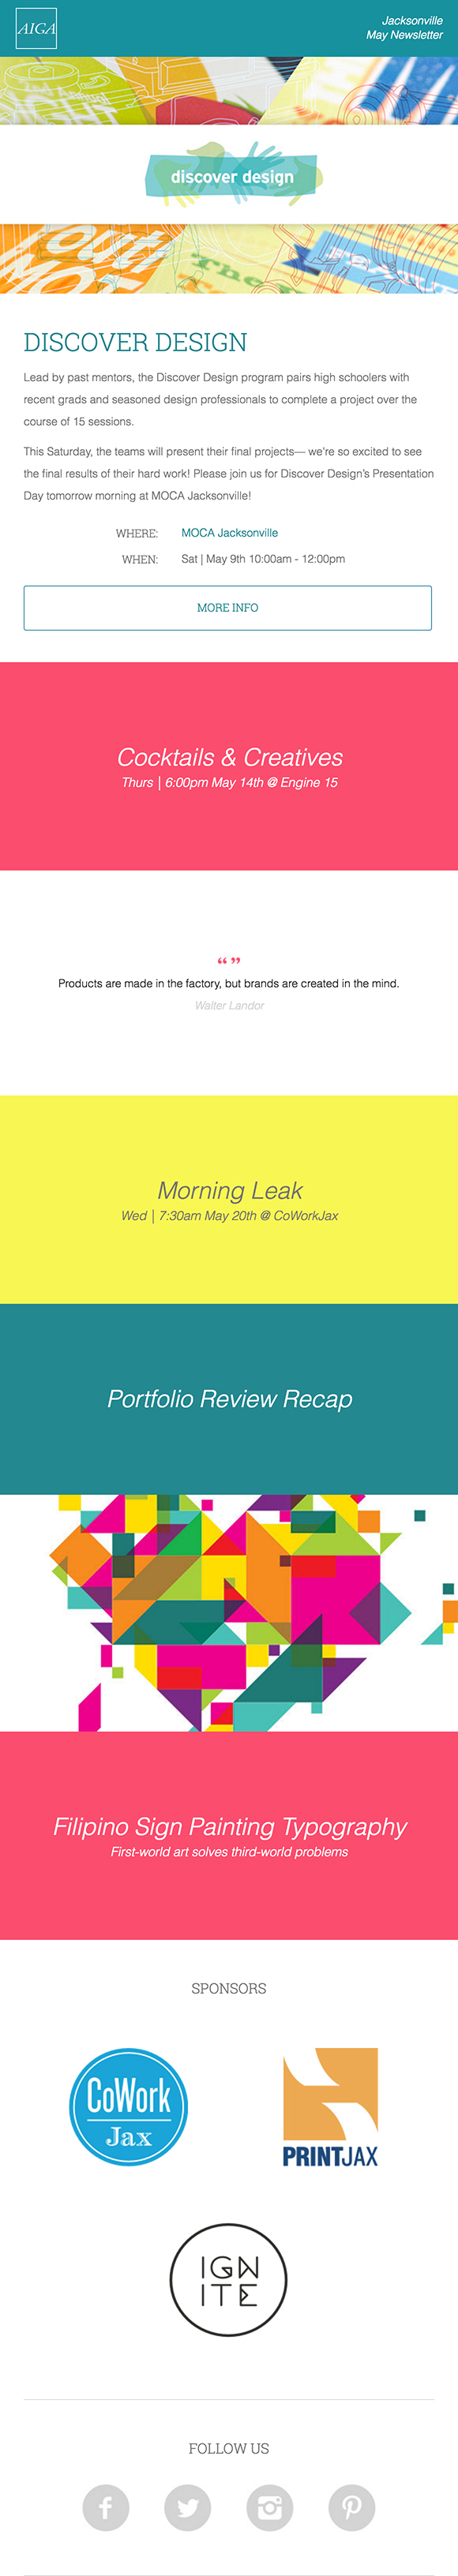 AIGA
Jacksonville
May Newsletter
discover design
The
DISCOVER DESIGN
Lead by past mentors, the Discover Design program pairs high schoolers with
recent grads and seasoned design professionals to complete a project over the
course of 15 sessions.
This Saturday, the teams will present their final projects— we're so excited to see
the final results of their hard work! Please join us for Discover Design's Presentation
Day tomorrow morning at MOCA Jacksonville!
WHERE: MOCA Jacksonville
WHEN: Sat | May 9th 10:00am - 12:00pm
MORE INFO
Cocktails & Creatives
Thurs | 6:00pm May 14th @ Engine 15
“ ”
Products are made in the factory, but brands are created in the mind.
Walter Landor
Morning Leak
Wed | 7:30am May 20th @ CoWorkJax
Portfolio Review Recap
Filipino Sign Painting Typography
First-world art solves third-world problems
SPONSORS
CoWork
Jax
PRINTJAX
IGN
ITE
FOLLOW US